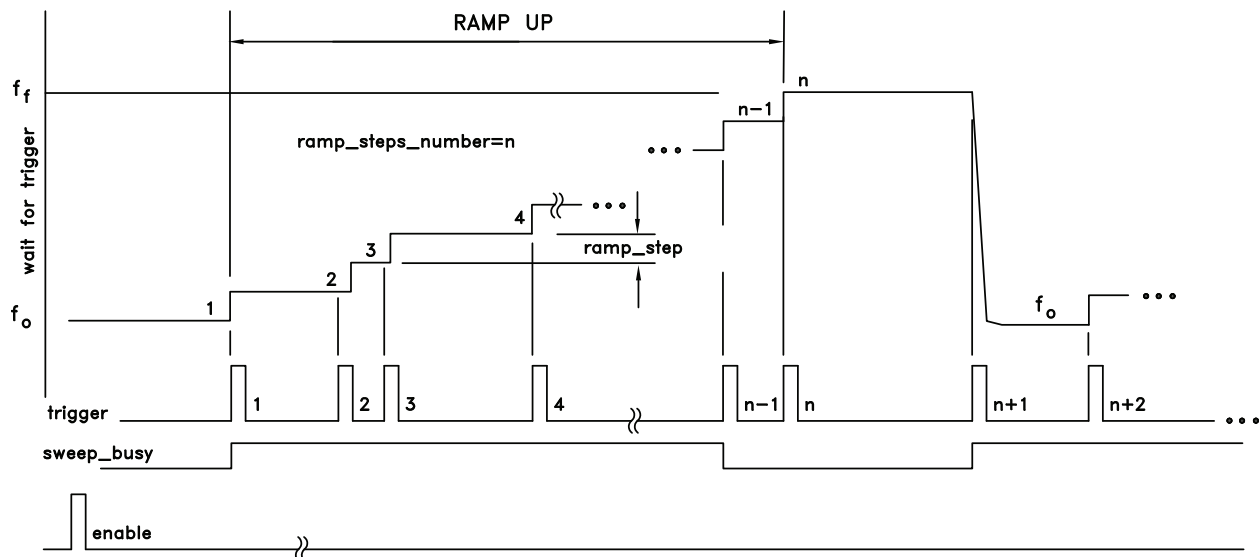 RAMP UP
f_f
n
n-1
wait for trigger
ramp_steps_number=n
4
3
ramp_step
2
1
f_o
f_o
trigger
1
2
3
4
n-1
n
n+1
n+2
sweep_busy
enable